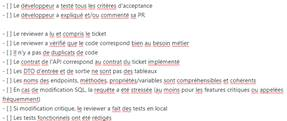 - [ ] Le développeur a testé tous les critères d'acceptance
- [ ] Le développeur a expliqué et/ou commenté sa PR
- [ ] Le reviewer a lu et compris le ticket
- [ ] Le reviewer a vérifié que le code correspond bien au besoin métier
- [ ] Il n'y a pas de duplicats de code
- [ ] Le contrat de l'API correspond au contrat du ticket implémenté
- [ ] Les DTO d'entrée et de sortie ne sont pas des tableaux
- [ ] Les noms des endpoints, méthodes, propriétés/variables sont compréhensibles et cohérents
- [ ] En cas de modification SQL, la requête a été stressée (au moins pour les features critiques ou appelées
fréquemment)
- [ ] Si modification critique, le reviewer a fait des tests en local
- [ ] Les tests fonctionnels ont été rédigés